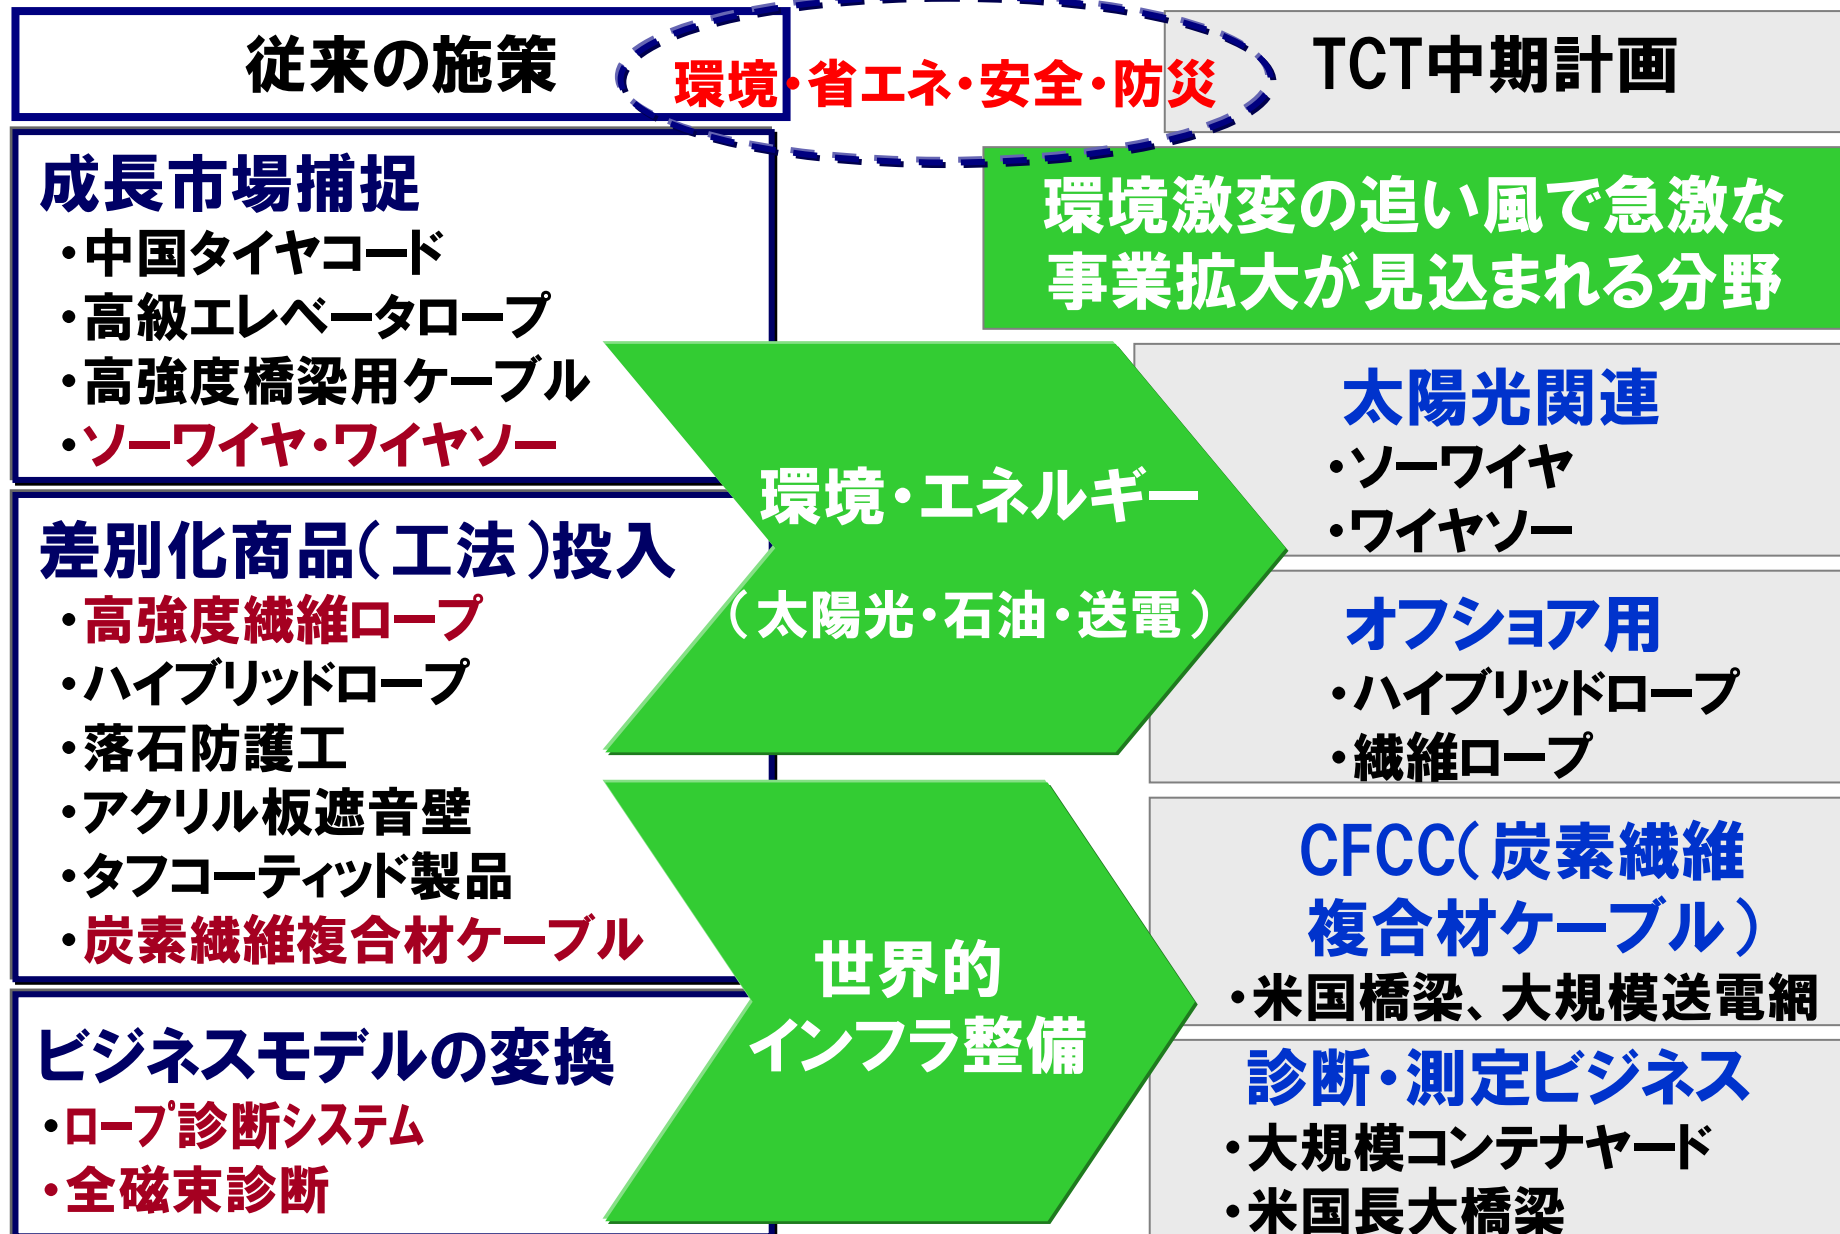 従来の施策
環境・省エネ・安全・防災
TCT中期計画
成長市場捕捉
・中国タイヤコード
・高級エレベータロープ
・高強度橋梁用ケーブル
・ソーワイヤ・ワイヤソー
差別化商品(工法)投入
・高強度繊維ロープ
・ハイブリッドロープ
・落石防護工
・アクリル板遮音壁
・タフコーティッド製品
・炭素繊維複合材ケーブル
ビジネスモデルの変換
・ロープ診断システム
・全磁束診断
環境・エネルギー
(太陽光・石油・送電)
世界的
インフラ整備
環境激変の追い風で急激な
事業拡大が見込まれる分野
太陽光関連
・ソーワイヤ
・ワイヤソー
オフショア用
・ハイブリッドロープ
・繊維ロープ
CFCC(炭素繊維
複合材ケーブル)
・米国橋梁、大規模送電網
診断・測定ビジネス
・大規模コンテナヤード
・米国長大橋梁